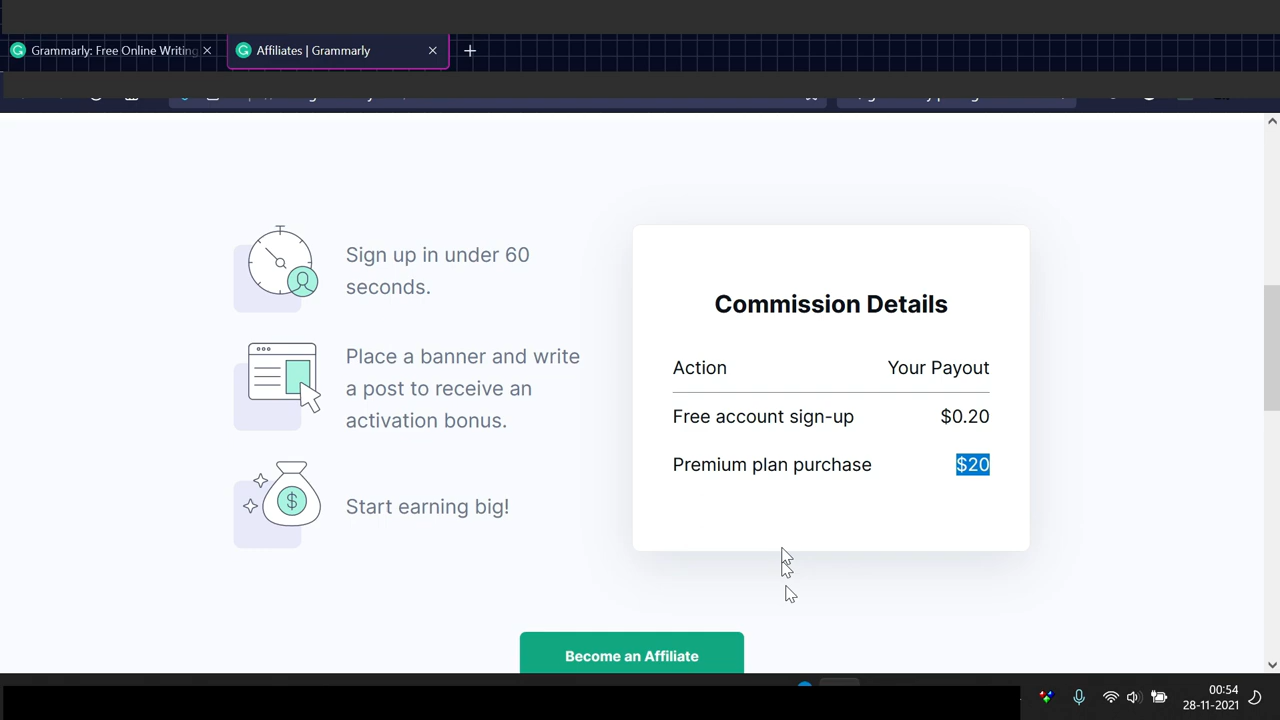 Grammarly: Free Online Writing
Affiliates | Grammarly
Sign up in under 60
seconds.
Place a banner and write
a post to receive an
activation bonus.
Start earning big!
Commission Details
Action Your Payout
Free account sign-up $0.20
Premium plan purchase $20
Become an Affiliate
00:54
28-11-2021